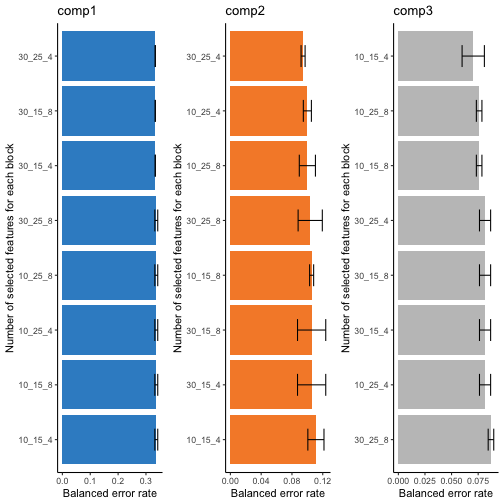 comp1
Number of selected features for each block
30_25_4
30_15_8
30_15_4
30_25_8
10_25_8
10_25_4
10_15_8
10_15_4
0.0 0.1 0.2 0.3
Balanced error rate
comp2
Number of selected features for each block
30_25_4
10_25_4
10_25_8
30_25_8
10_15_8
30_15_8
30_15_4
10_15_4
0.00 0.04 0.08 0.12
Balanced error rate
comp3
Number of selected features for each block
10_15_4
10_25_8
10_15_8
30_25_4
30_15_8
30_15_4
10_25_4
30_25_8
0.000 0.025 0.050 0.075
Balanced error rate